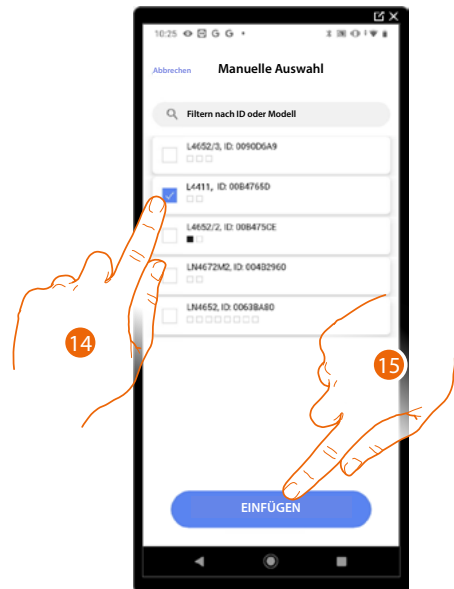 10:25 G G
Abbrechen Manuelle Auswahl
Filtern nach ID oder Modell
L4652/3, ID: 0090D6A9
L4411, ID: 00B4765D
L4652/2, ID: 00B475CE
LN4672M2, ID: 004B2960
LN4652, ID: 0063BA80
14
15
EINFÜGEN